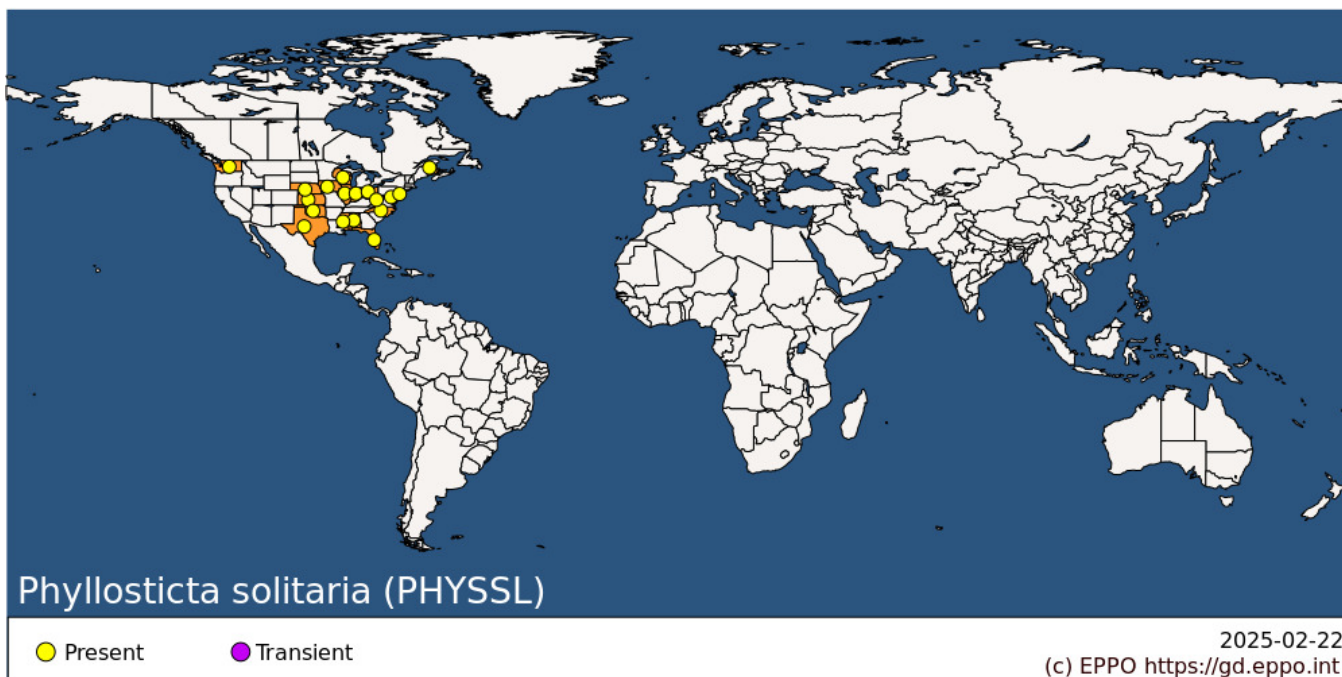 Phyllosticta solitaria (PHYSSL)
Present
Transient
2025-02-22
(c) EPPO https://gd.eppo.int